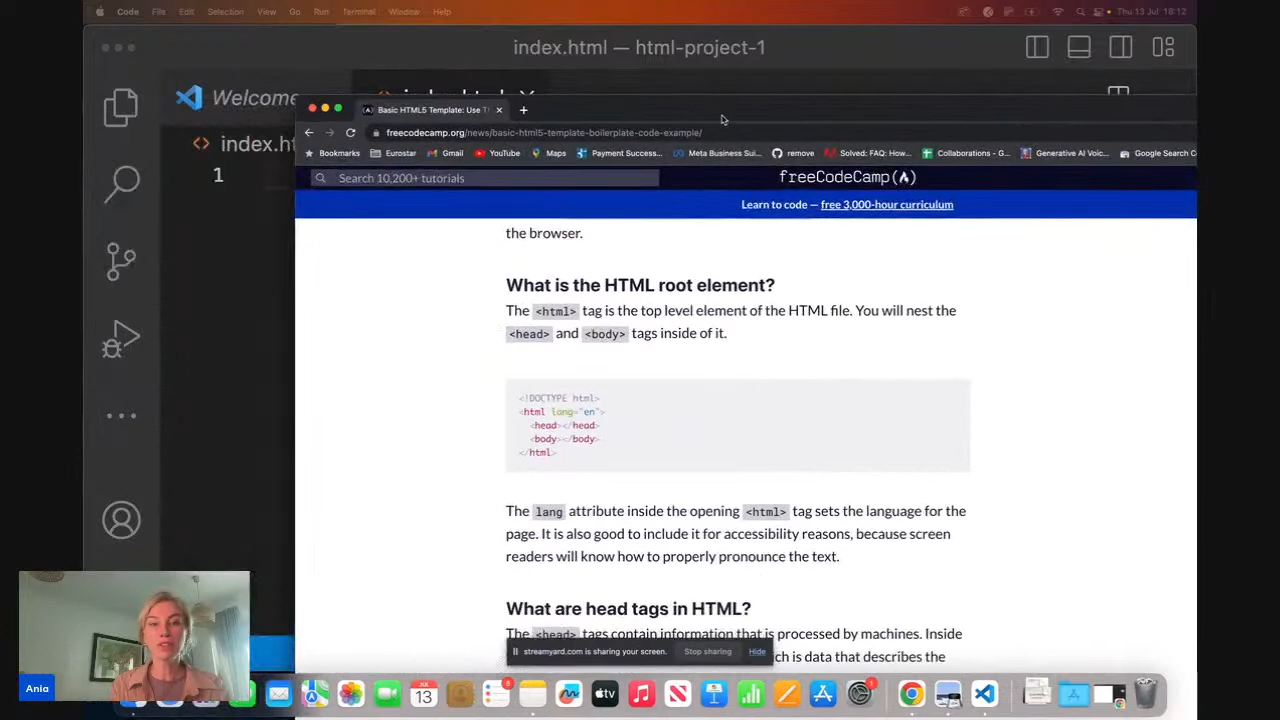 Code File Edit Selection View Go Run Terminal Window Help Thu 13 Jul 18:12
index.html — html-project-1
Welcome
index.ht
1
Basic HTML5 Template: Use T
freecodecamp.org/news/basic-html5-template-boilerplate-code-example/
Bookmarks Eurostar Gmail YouTube Maps Payment Success... Meta Business Sui... remove Solved: FAQ: How... Collaborations - G... Generative AI Voic... Google Search C
Search 10,200+ tutorials
freeCodeCamp(🔥)
Learn to code — free 3,000-hour curriculum
the browser.
What is the HTML root element?
The <html> tag is the top level element of the HTML file. You will nest the
<head> and <body> tags inside of it.
<!DOCTYPE html>
<html lang="en">
<head></head>
<body></body>
</html>
The lang attribute inside the opening <html> tag sets the language for the
page. It is also good to include it for accessibility reasons, because screen
readers will know how to properly pronounce the text.
What are head tags in HTML?
The <head> tags contain information that is processed by machines. Inside
streamyard.com is sharing your screen. Stop sharing Hide
ch is data that describes the
Ania
JUL
13
8
1
tv